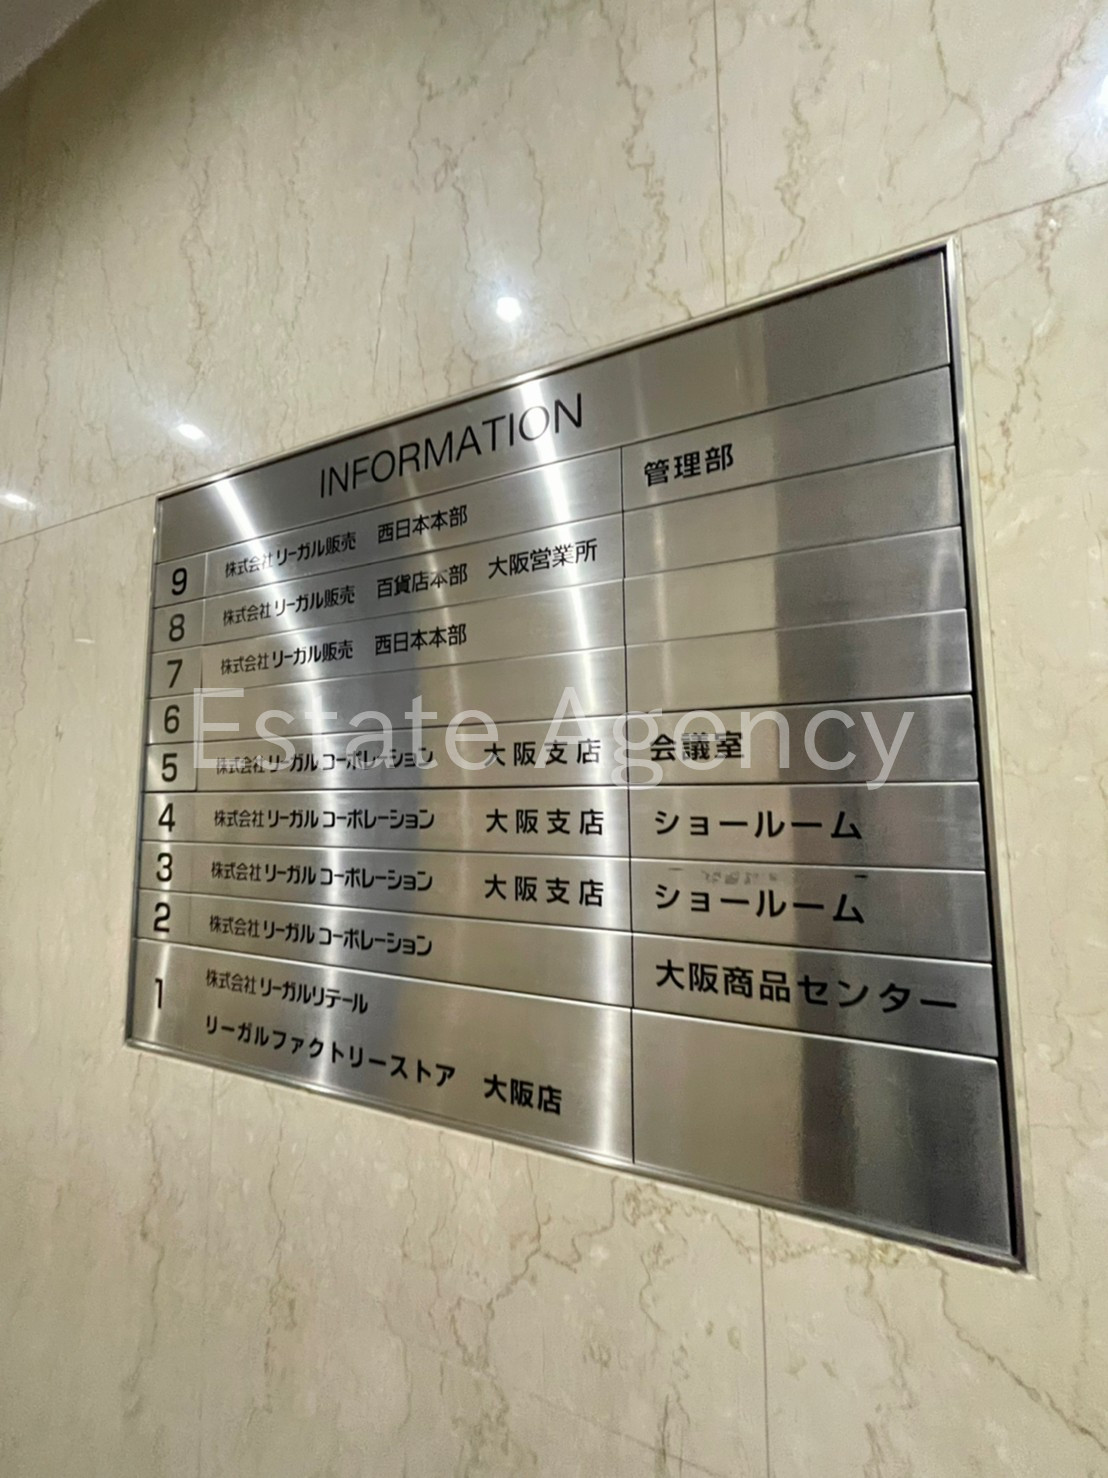 INFORMATION
9 株式会社 リーガル販売 西日本本部 管理部
8 株式会社 リーガル販売 百貨店本部 大阪営業所
7 株式会社 リーガル販売 西日本本部
6
5 株式会社 リーガル コーポレーション 大阪支店 会議室
4 株式会社 リーガル コーポレーション 大阪支店 ショールーム
3 株式会社 リーガル コーポレーション 大阪支店 ショールーム
2 株式会社 リーガル コーポレーション 大阪商品センター
1 株式会社 リーガルリテール
リーガルファクトリーストア 大阪店
Estate Agency